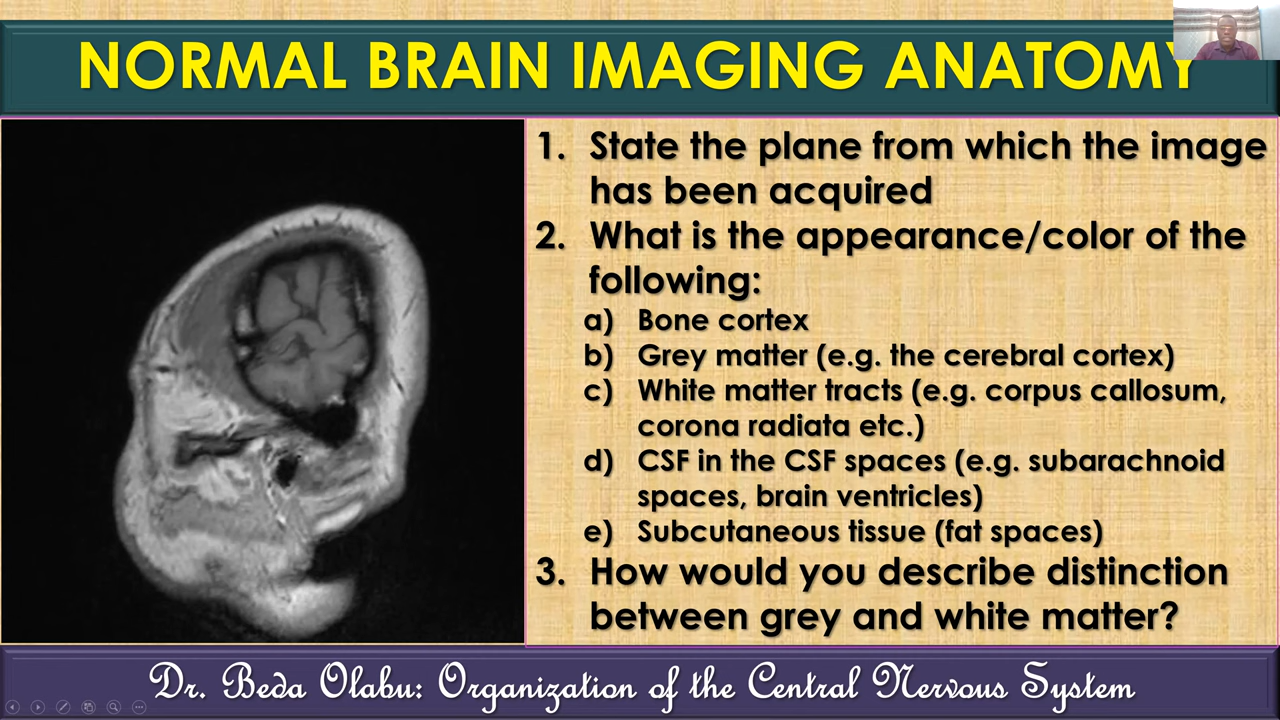 NORMAL BRAIN IMAGING ANATOMY
1. State the plane from which the image
has been acquired
2. What is the appearance/color of the
following:
a) Bone cortex
b) Grey matter (e.g. the cerebral cortex)
c) White matter tracts (e.g. corpus callosum,
corona radiata etc.)
d) CSF in the CSF spaces (e.g. subarachnoid
spaces, brain ventricles)
e) Subcutaneous tissue (fat spaces)
3. How would you describe distinction
between grey and white matter?
Dr. Beda Olabu: Organization of the Central Nervous System